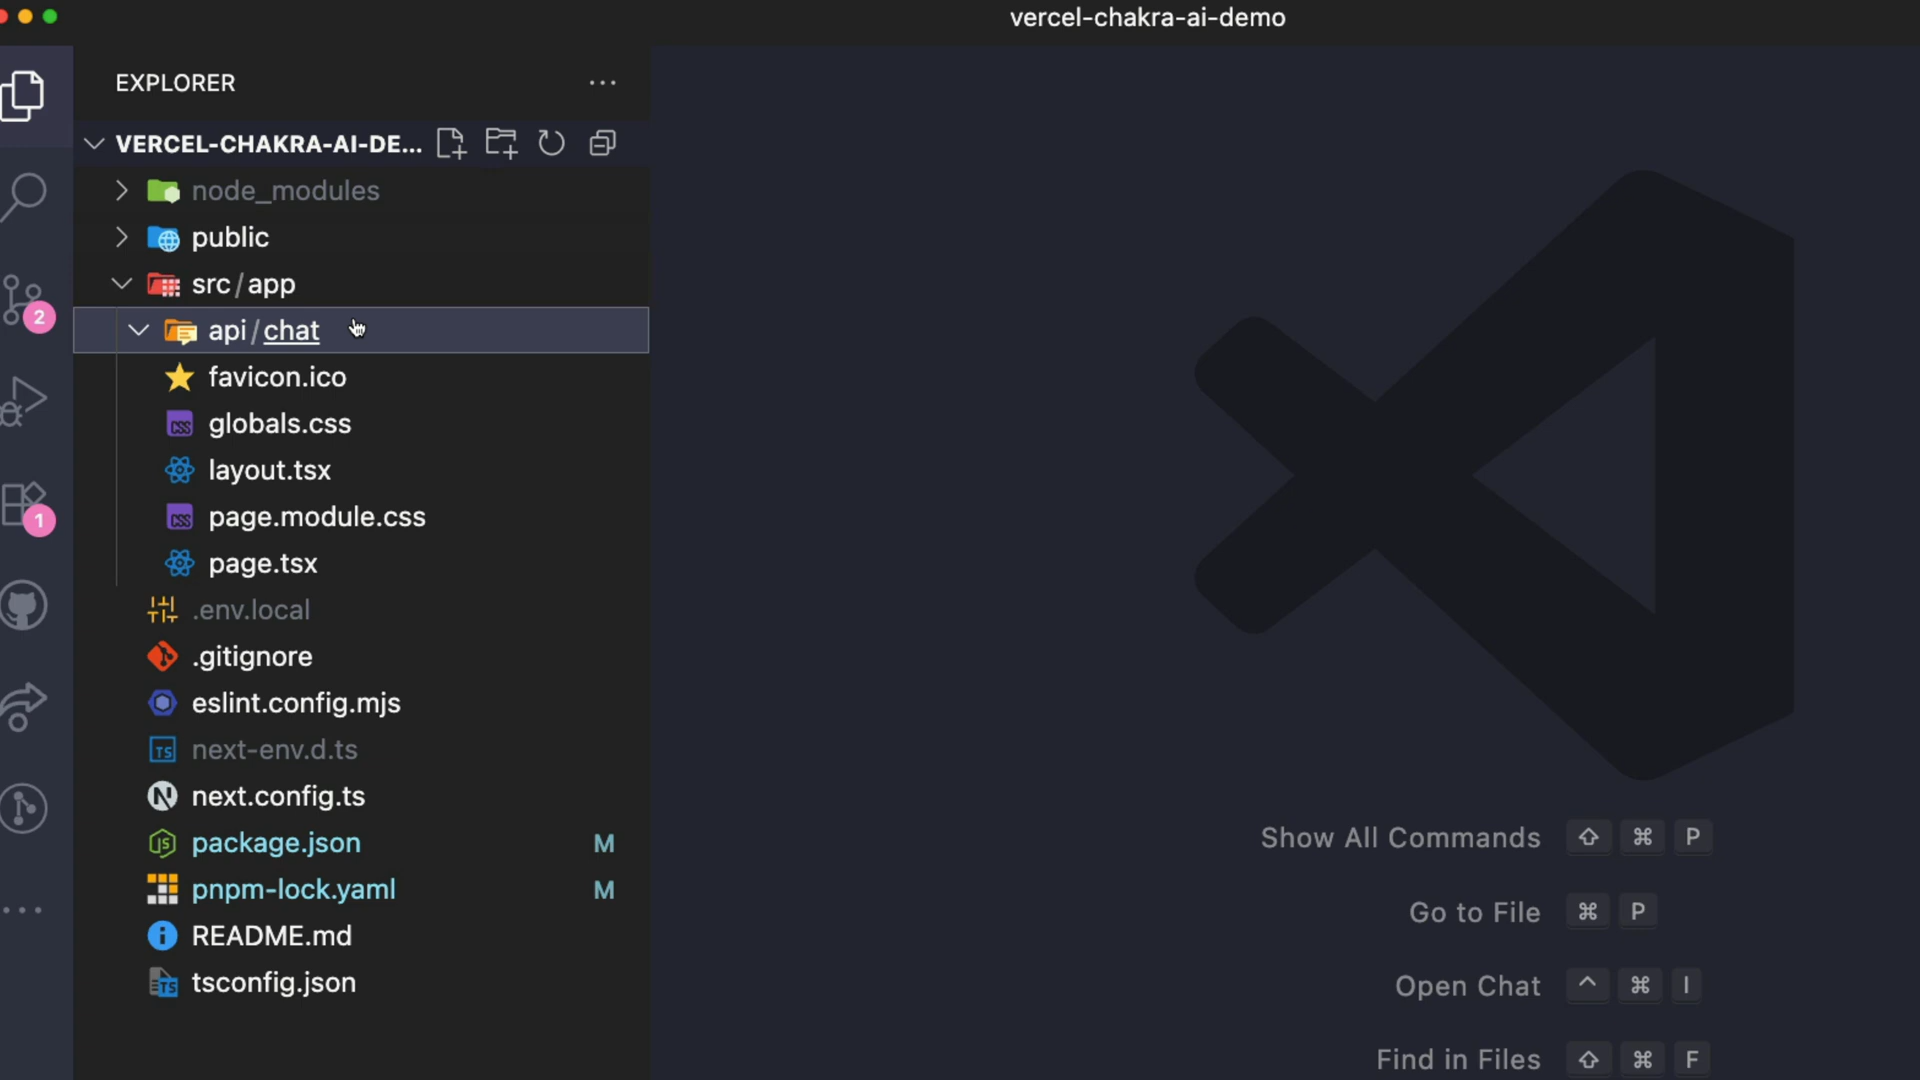 vercel-chakra-ai-demo
EXPLORER
VERCEL-CHAKRA-AI-DE...
node_modules
public
src/app
api/chat
favicon.ico
globals.css
layout.tsx
page.module.css
page.tsx
.env.local
.gitignore
eslint.config.mjs
next-env.d.ts
next.config.ts
package.json M
pnpm-lock.yaml M
README.md
tsconfig.json
2
1
Show All Commands ⇧ ⌘ P
Go to File ⌘ P
Open Chat ^ ⌘ I
Find in Files ⇧ ⌘ F